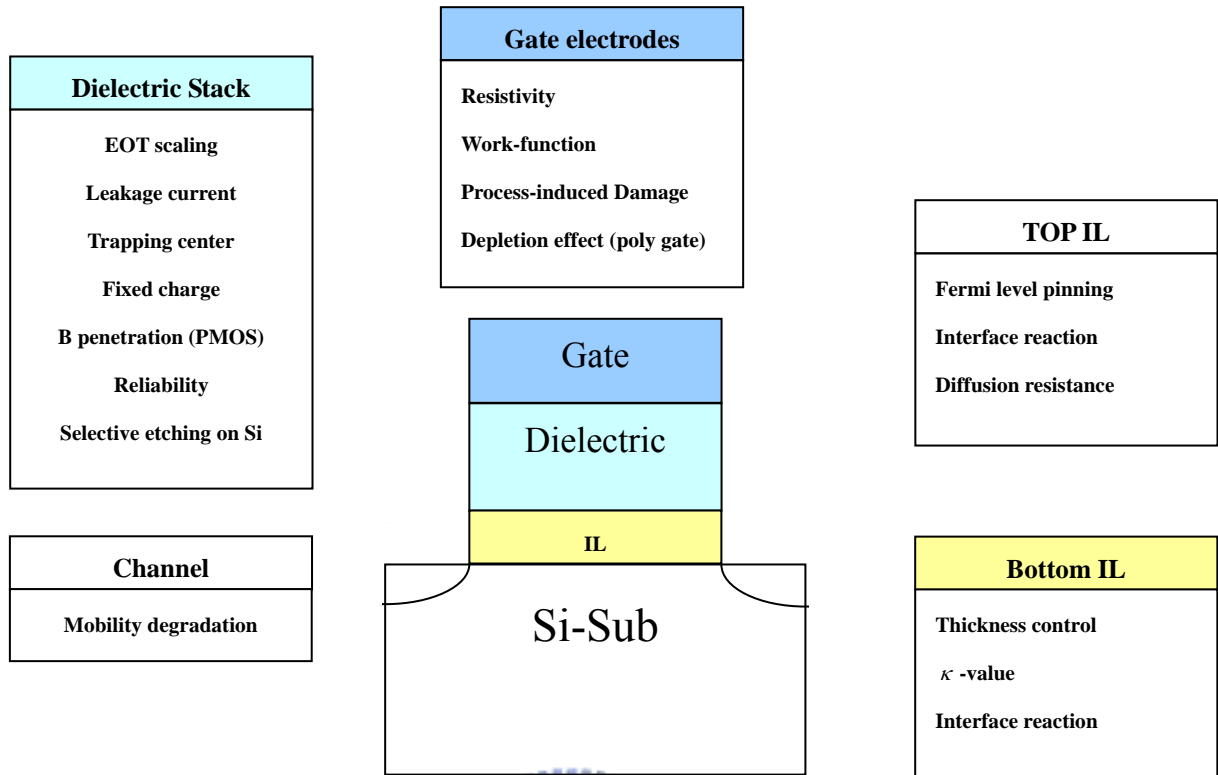 Gate electrodes
Resistivity
Work-function
Process-induced Damage
Depletion effect (poly gate)
Dielectric Stack
EOT scaling
Leakage current
Trapping center
Fixed charge
B penetration (PMOS)
Reliability
Selective etching on Si
TOP IL
Fermi level pinning
Interface reaction
Diffusion resistance
Gate
Dielectric
IL
Si-Sub
Channel
Mobility degradation
Bottom IL
Thickness control
κ -value
Interface reaction